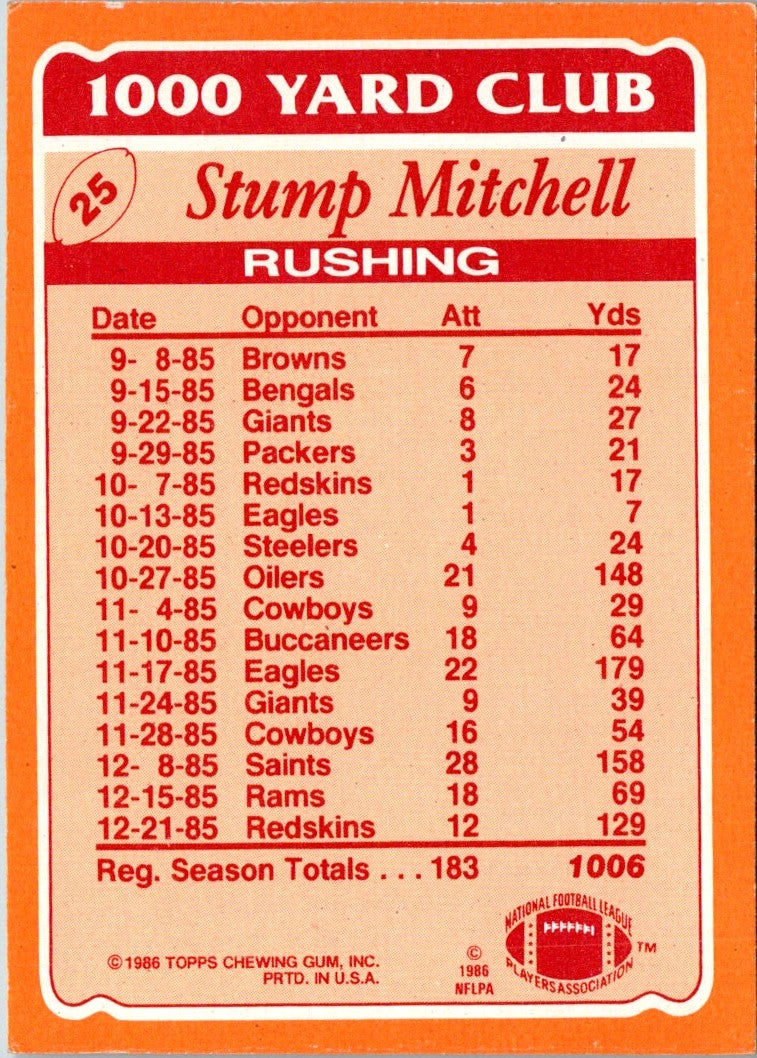 1000 YARD CLUB
25
Stump Mitchell
RUSHING
Date Opponent Att Yds
9- 8-85 Browns 7 17
9-15-85 Bengals 6 24
9-22-85 Giants 8 27
9-29-85 Packers 3 21
10- 7-85 Redskins 1 17
10-13-85 Eagles 1 7
10-20-85 Steelers 4 24
10-27-85 Oilers 21 148
11- 4-85 Cowboys 9 29
11-10-85 Buccaneers 18 64
11-17-85 Eagles 22 179
11-24-85 Giants 9 39
11-28-85 Cowboys 16 54
12- 8-85 Saints 28 158
12-15-85 Rams 18 69
12-21-85 Redskins 12 129
Reg. Season Totals ... 183 1006
©1986 TOPPS CHEWING GUM, INC.
PRTD. IN U.S.A.
©
1986
NFLPA
NATIONAL FOOTBALL LEAGUE
PLAYERS ASSOCIATION
™